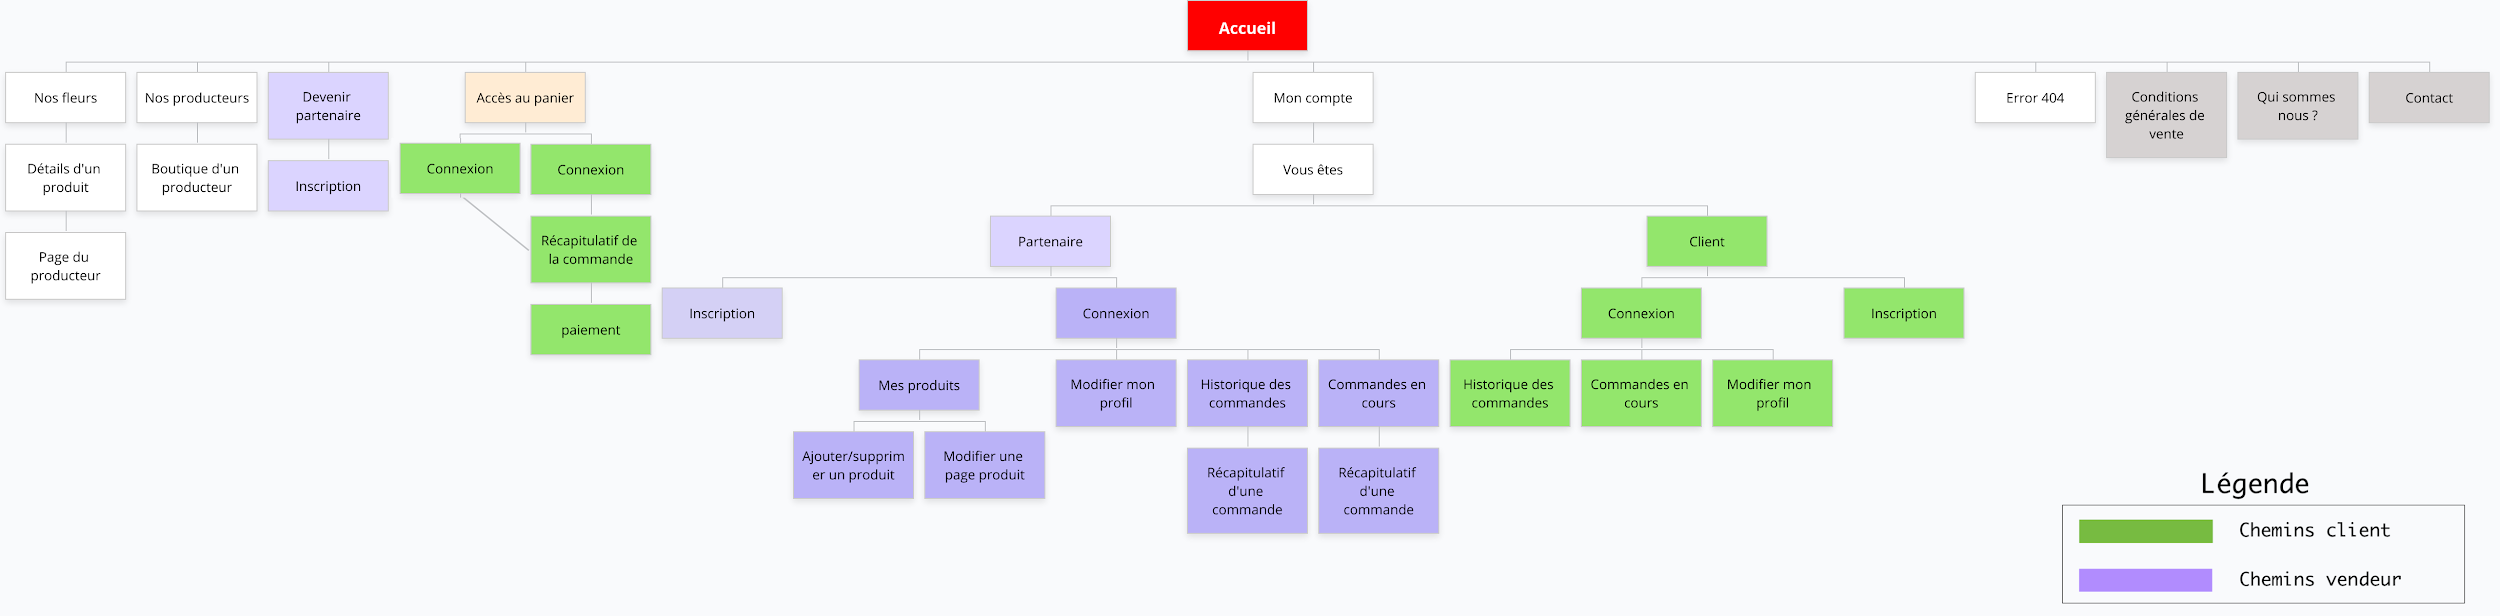 Accueil
Nos fleurs
Nos producteurs
Devenir
partenaire
Accès au panier
Mon compte
Error 404
Conditions
générales de
vente
Qui sommes
nous ?
Contact
Détails d'un
produit
Boutique d'un
producteur
Inscription
Connexion
Connexion
Vous êtes
Page du
producteur
Récapitulatif de
la commande
Partenaire
Client
paiement
Inscription
Connexion
Connexion
Inscription
Mes produits
Modifier mon
profil
Historique des
commandes
Commandes en
cours
Historique des
commandes
Commandes en
cours
Modifier mon
profil
Ajouter/supprim
er un produit
Modifier une
page produit
Récapitulatif
d'une
commande
Récapitulatif
d'une
commande
Légende
Chemins client
Chemins vendeur